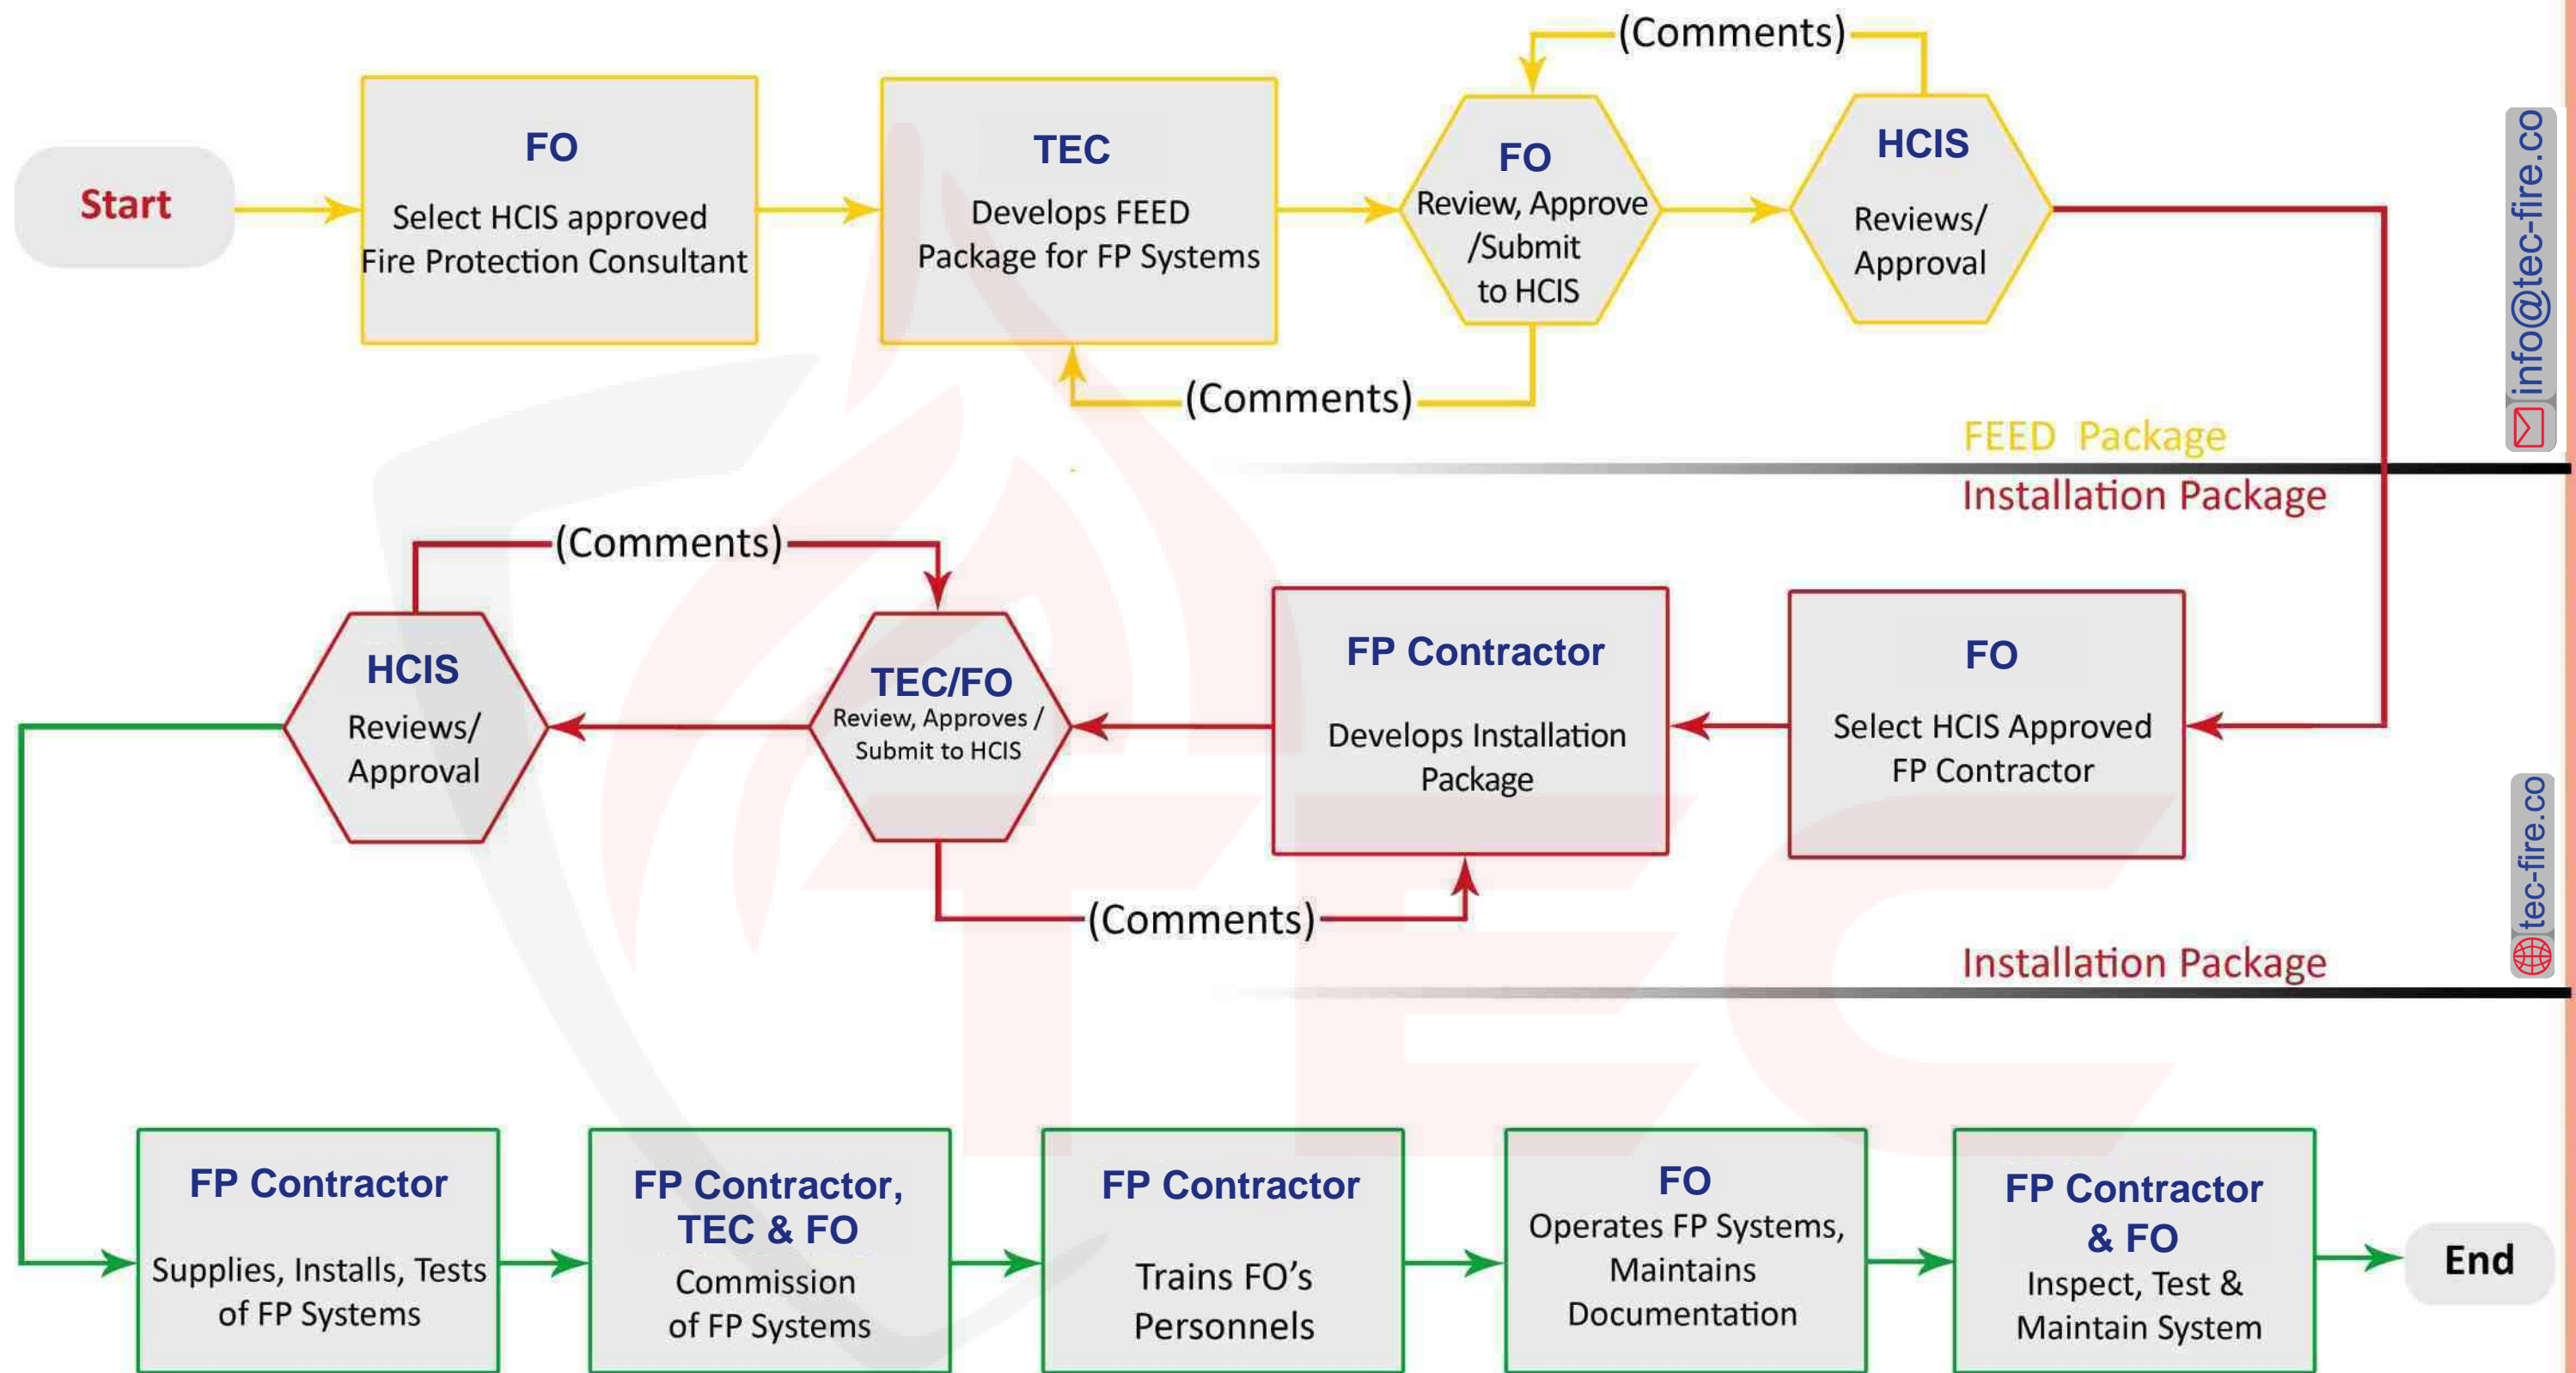 (Comments)
Start
FO
Select HCIS approved
Fire Protection Consultant
TEC
Develops FEED
Package for FP Systems
FO
Review, Approve
/Submit
to HCIS
HCIS
Reviews/
Approval
(Comments)
info@tec-fire.co
FEED Package
Installation Package
(Comments)
HCIS
Reviews/
Approval
TEC/FO
Review, Approves /
Submit to HCIS
FP Contractor
Develops Installation
Package
FO
Select HCIS Approved
FP Contractor
(Comments)
tec-fire.co
Installation Package
TEC
FP Contractor
Supplies, Installs, Tests
of FP Systems
FP Contractor,
TEC & FO
Commission
of FP Systems
FP Contractor
Trains FO’s
Personnels
FO
Operates FP Systems,
Maintains
Documentation
FP Contractor
& FO
Inspect, Test &
Maintain System
End